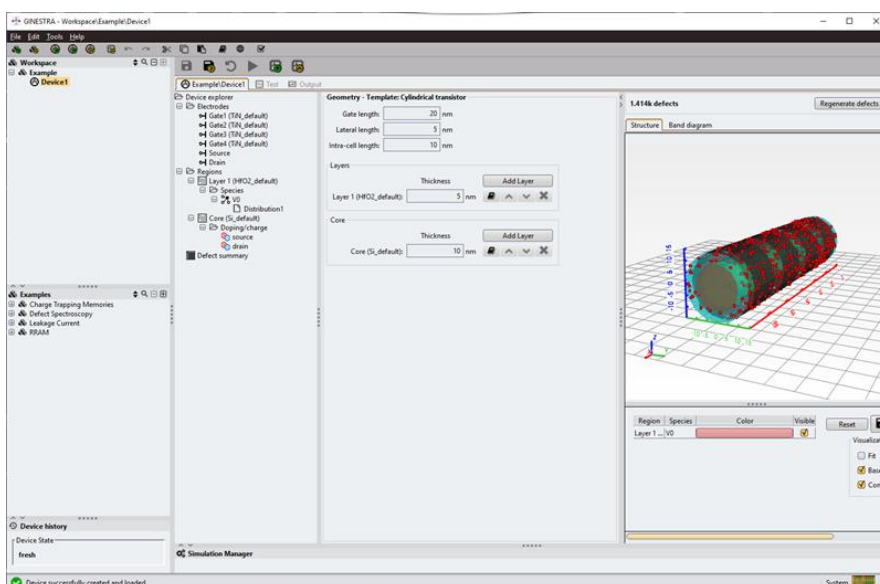 GINESTRA - Workspace\Example\Device1
File Edit Tools Help
Workspace
Example
Device1
Examples
Charge Trapping Memories
Defect Spectroscopy
Leakage Current
RRAM
Device history
Device State
fresh
Device successfully created and loaded
Example\Device1 Test Output
Device explorer
Electrodes
Gate1 (TiN_default)
Gate2 (TiN_default)
Gate3 (TiN_default)
Gate4 (TiN_default)
Source
Drain
Regions
Layer 1 (HfO2_default)
Species
V0
Distribution1
Core (Si_default)
Doping/charge
source
drain
Defect summary
Geometry - Template: Cylindrical transistor
Gate length: 20 nm
Lateral length: 5 nm
Intra-cell length: 10 nm
Layers
Thickness Add Layer
Layer 1 (HfO2_default): 5 nm
Core
Thickness Add Layer
Core (Si_default): 10 nm
Simulation Manager
1.414k defects Regenerate defects
Structure Band diagram
Region Species Color Visible
Layer 1 ... V0
Reset
Visualizat
Fit
Base
Con
System